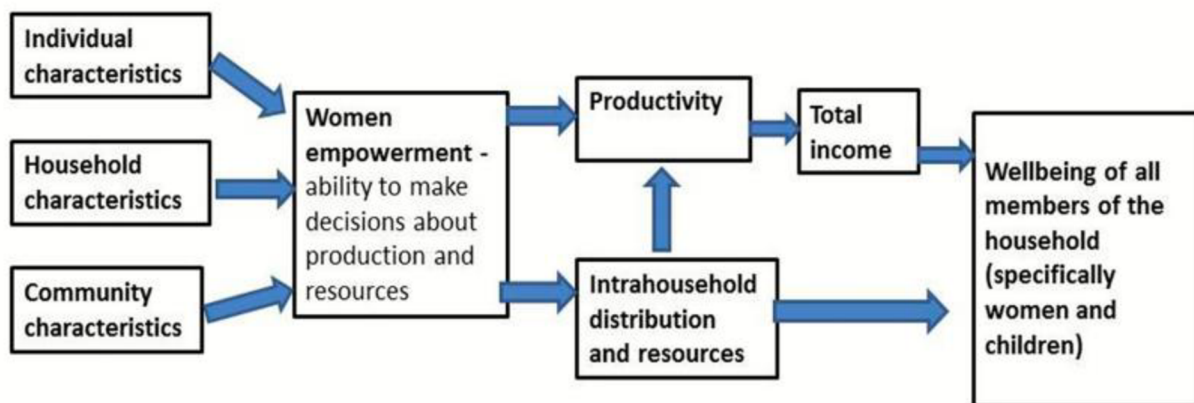 Individual
characteristics
Household
characteristics
Community
characteristics
Women
empowerment -
ability to make
decisions about
production and
resources
Productivity
Intrahousehold
distribution
and resources
Total
income
Wellbeing of all
members of the
household
(specifically
women and
children)